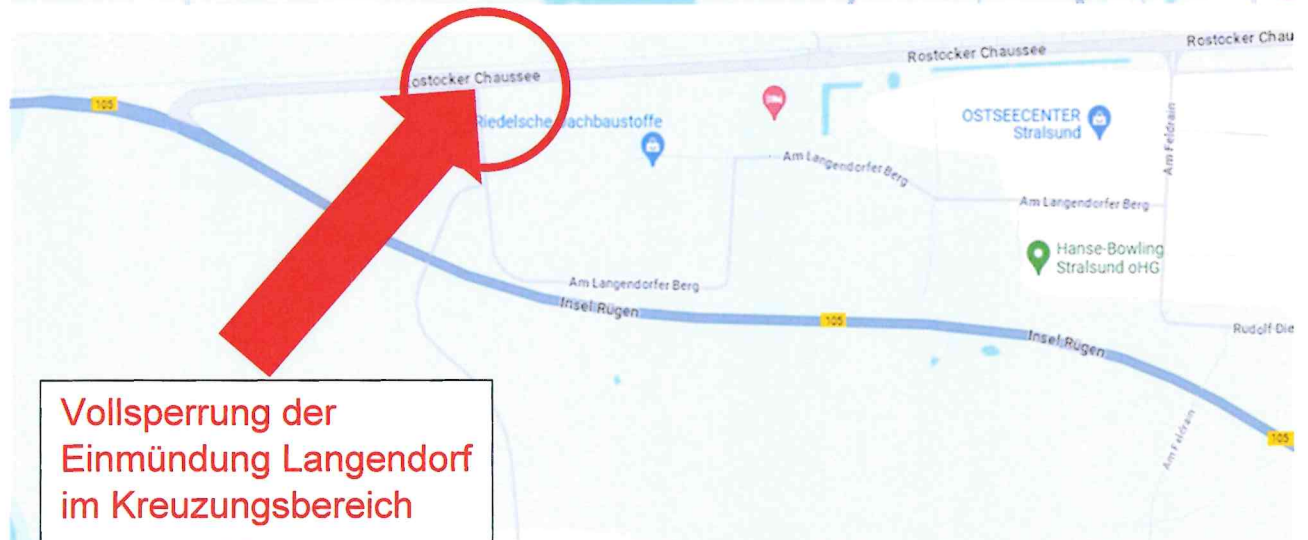 Rostocker Chau
Rostocker Chaussee
ostocker Chaussee
105
Riedelsche Dachbaustoffe
OSTSEECENTER
Stralsund
Am Feldrain
Am Langendorfer Berg
Am Langendorfer Berg
Hanse-Bowling
Stralsund oHG
Am Langendorfer Berg
Insel Rügen
105
Insel Rügen
Rudolf-Die
Am Feldrain
105
Vollsperrung der
Einmündung Langendorf
im Kreuzungsbereich